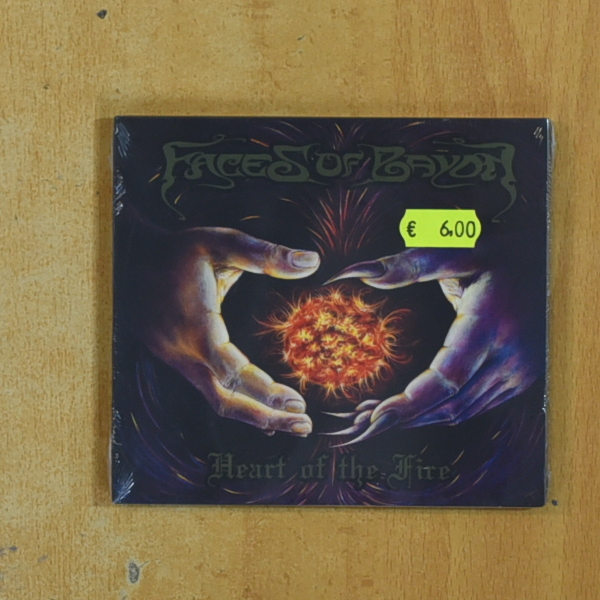 FACES OF BAYON
€ 6,00
Heart of the Fire